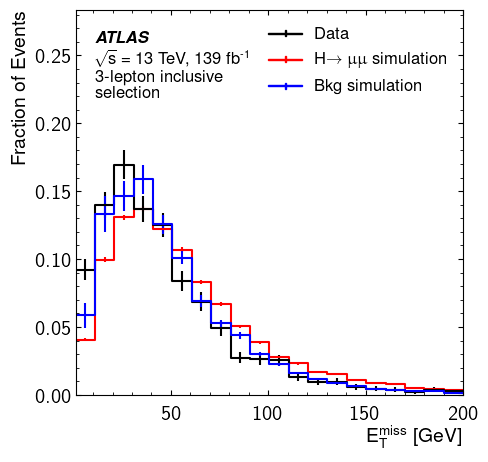 ATLAS
√s = 13 TeV, 139 fb⁻¹
3-lepton inclusive
selection
Data
H→ μμ simulation
Bkg simulation
Fraction of Events
0.25
0.20
0.15
0.10
0.05
0.00
50
100
150
200
E_T^miss [GeV]